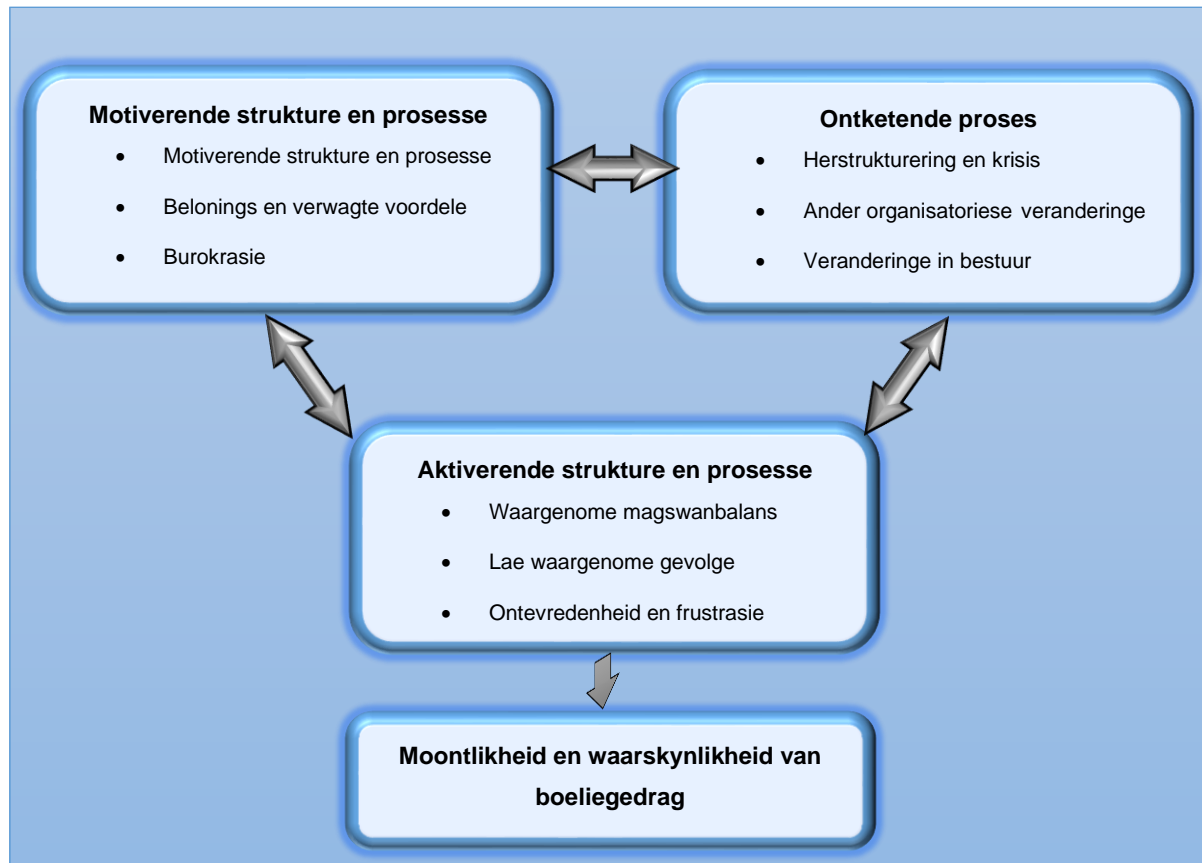 Motiverende strukture en prosesse
• Motiverende strukture en prosesse
• Belonings en verwagte voordele
• Burokrasie
Ontketende proses
• Herstrukturering en krisis
• Ander organisatoriese veranderinge
• Veranderinge in bestuur
Aktiverende strukture en prosesse
• Waargenome magswanbalans
• Lae waargenome gevolge
• Ontevredenheid en frustrasie
Moontlikheid en waarskynlikheid van
boeliegedrag